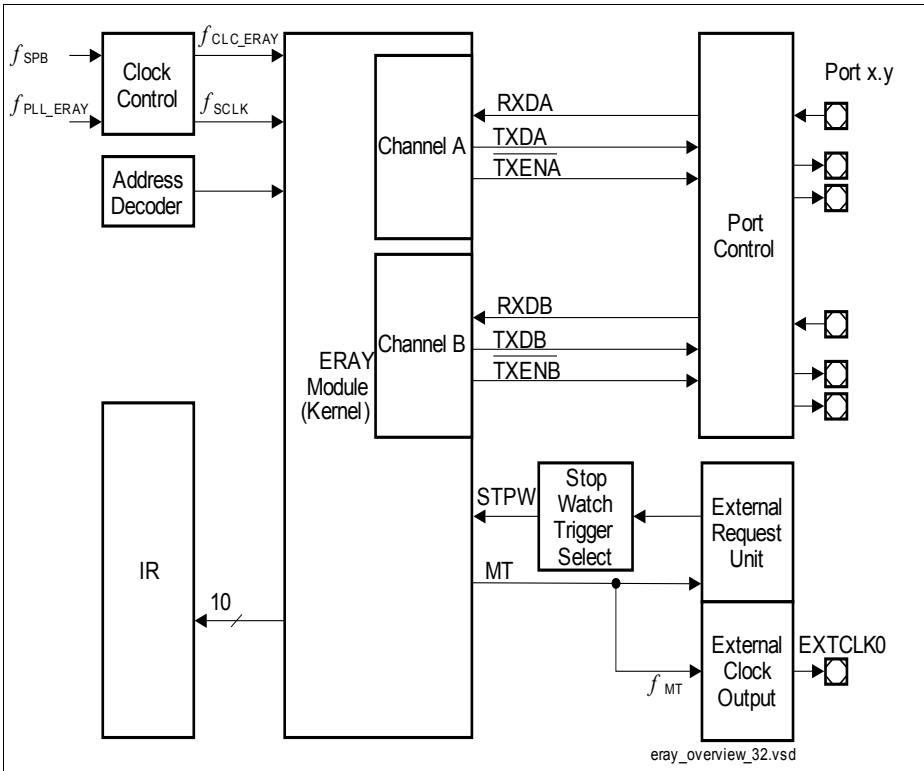 f SPB
f PLL_ERAY
Clock
Control
f CLC_ERAY
f SCLK
Address
Decoder
IR
10
ERAY
Module
(Kernel)
Channel A
Channel B
RXDA
TXDA
TXENA
RXDB
TXDB
TXENB
Port
Control
Port x.y
STPW
Stop
Watch
Trigger
Select
External
Request
Unit
MT
f MT
External
Clock
Output
EXTCLK0
eray_overview_32.vsd